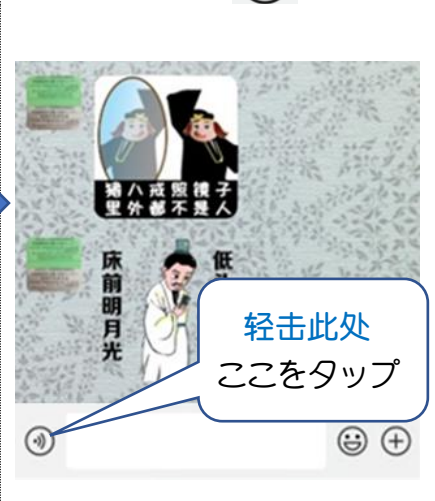 猪八戒照镜子
里外都不是人
床前明月光
低
轻击此处
ここをタップ